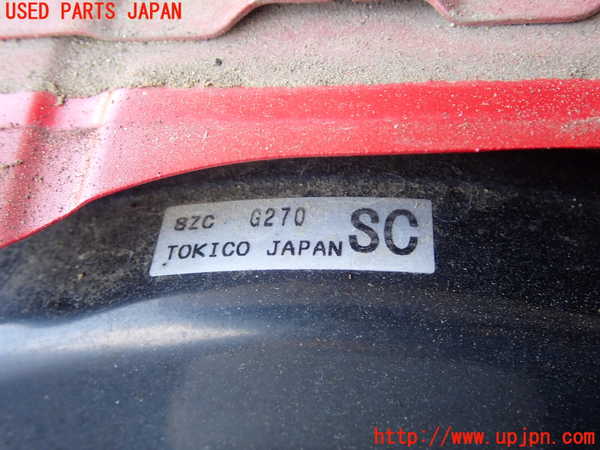 USED PARTS JAPAN
8ZC G270 SC
TOKICO JAPAN
http://www.upjpn.com/